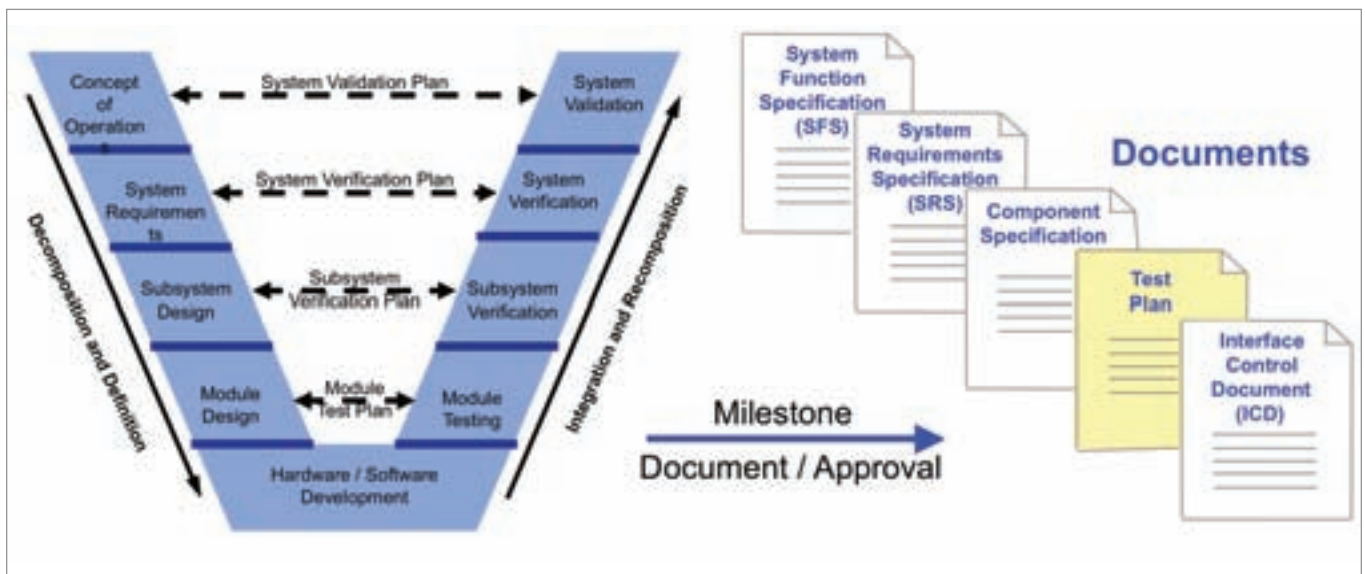 Concept
of
Operation
s
System
Requiremen
ts
Subsystem
Design
Module
Design
Hardware / Software
Development
Module
Testing
Subsystem
Verification
System
Verification
System
Validation
System Validation Plan
System Verification Plan
Subsystem
Verification Plan
Module
Test Plan
Decomposition and Definition
Integration and Recomposition
Milestone
Document / Approval
Documents
System
Function
Specification
(SFS)
System
Requirements
Specification
(SRS)
Component
Specification
Test
Plan
Interface
Control
Document
(ICD)